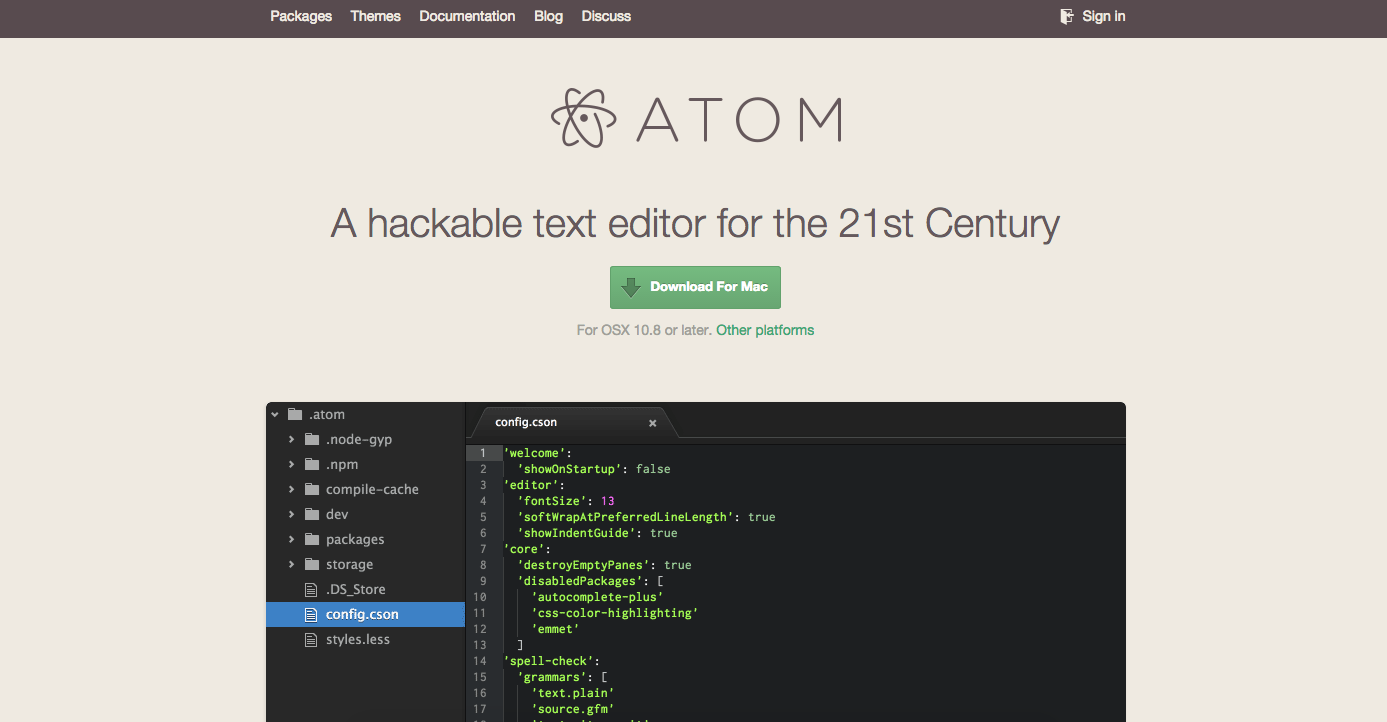 Packages Themes Documentation Blog Discuss Sign in
ATOM
A hackable text editor for the 21st Century
Download For Mac
For OSX 10.8 or later. Other platforms
.atom
.node-gyp
.npm
compile-cache
dev
packages
storage
.DS_Store
config.cson
styles.less
config.cson ×
1 'welcome':
2 'showOnStartup': false
3 'editor':
4 'fontSize': 13
5 'softWrapAtPreferredLineLength': true
6 'showIndentGuide': true
7 'core':
8 'destroyEmptyPanes': true
9 'disabledPackages': [
10 'autocomplete-plus'
11 'css-color-highlighting'
12 'emmet'
13 ]
14 'spell-check':
15 'grammars': [
16 'text.plain'
17 'source.gfm'